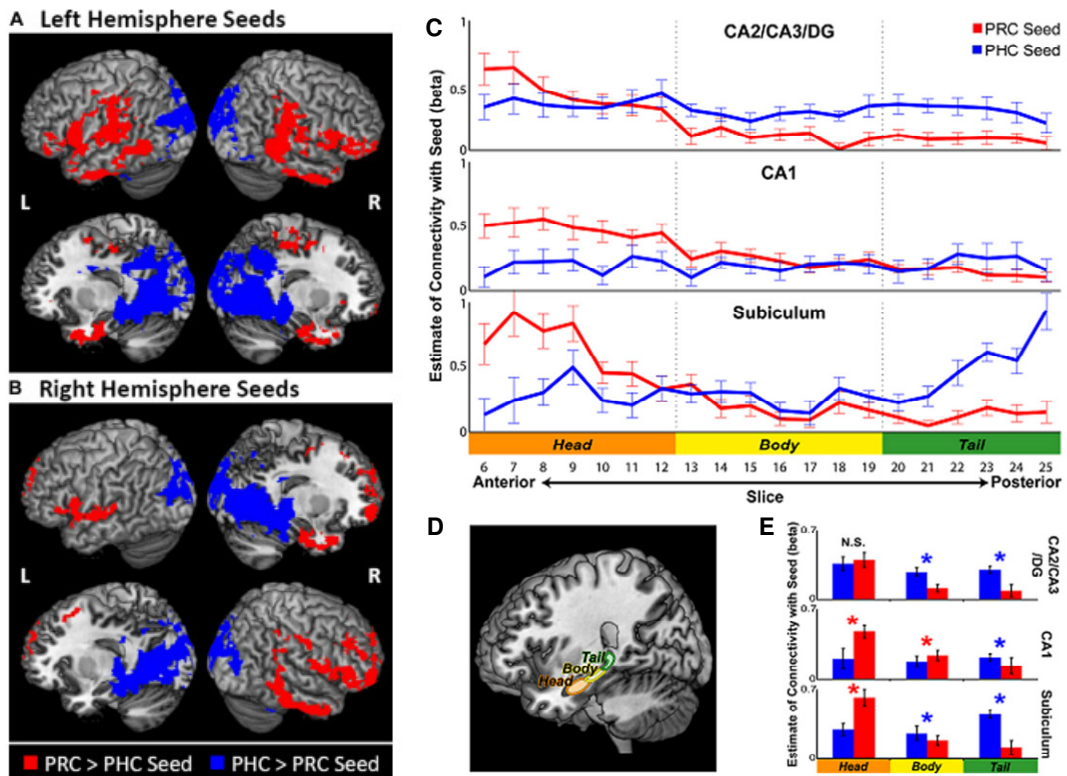 A Left Hemisphere Seeds
L R
B Right Hemisphere Seeds
L R
PRC > PHC Seed PHC > PRC Seed
C
Estimate of Connectivity with Seed (beta)
CA2/CA3/DG
PRC Seed
PHC Seed
1
0.5
0
CA1
1
0.5
0
Subiculum
1
0.5
0
Head Body Tail
6 7 8 9 10 11 12 13 14 15 16 17 18 19 20 21 22 23 24 25
Anterior Slice Posterior
D
Tail
Body
Head
E
Estimate of Connectivity with Seed (beta)
0.7
N.S. * *
0
CA2/CA3
/DG
0.7
* * *
0
CA1
0.7
* * *
0
Subiculum
Head Body Tail